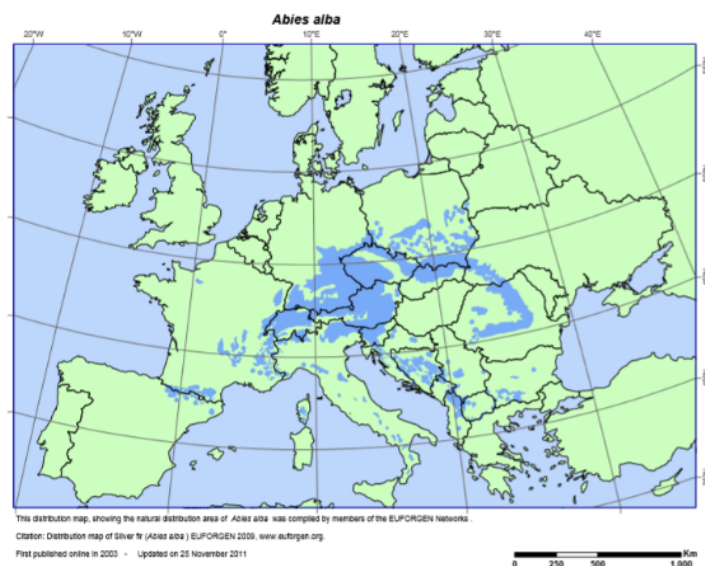 Abies alba
20°W 10°W 0° 10°E 20°E 30°E 40°E
This distribution map, showing the natural distribution area of Abies alba was compiled by members of the EUFORGEN Networks .
Citation: Distribution map of Silver fir (Abies alba ) EUFORGEN 2009, www.euforgen.org.
First published online in 2003 - Updated on 25 November 2011
Km
0 250 500 1.000